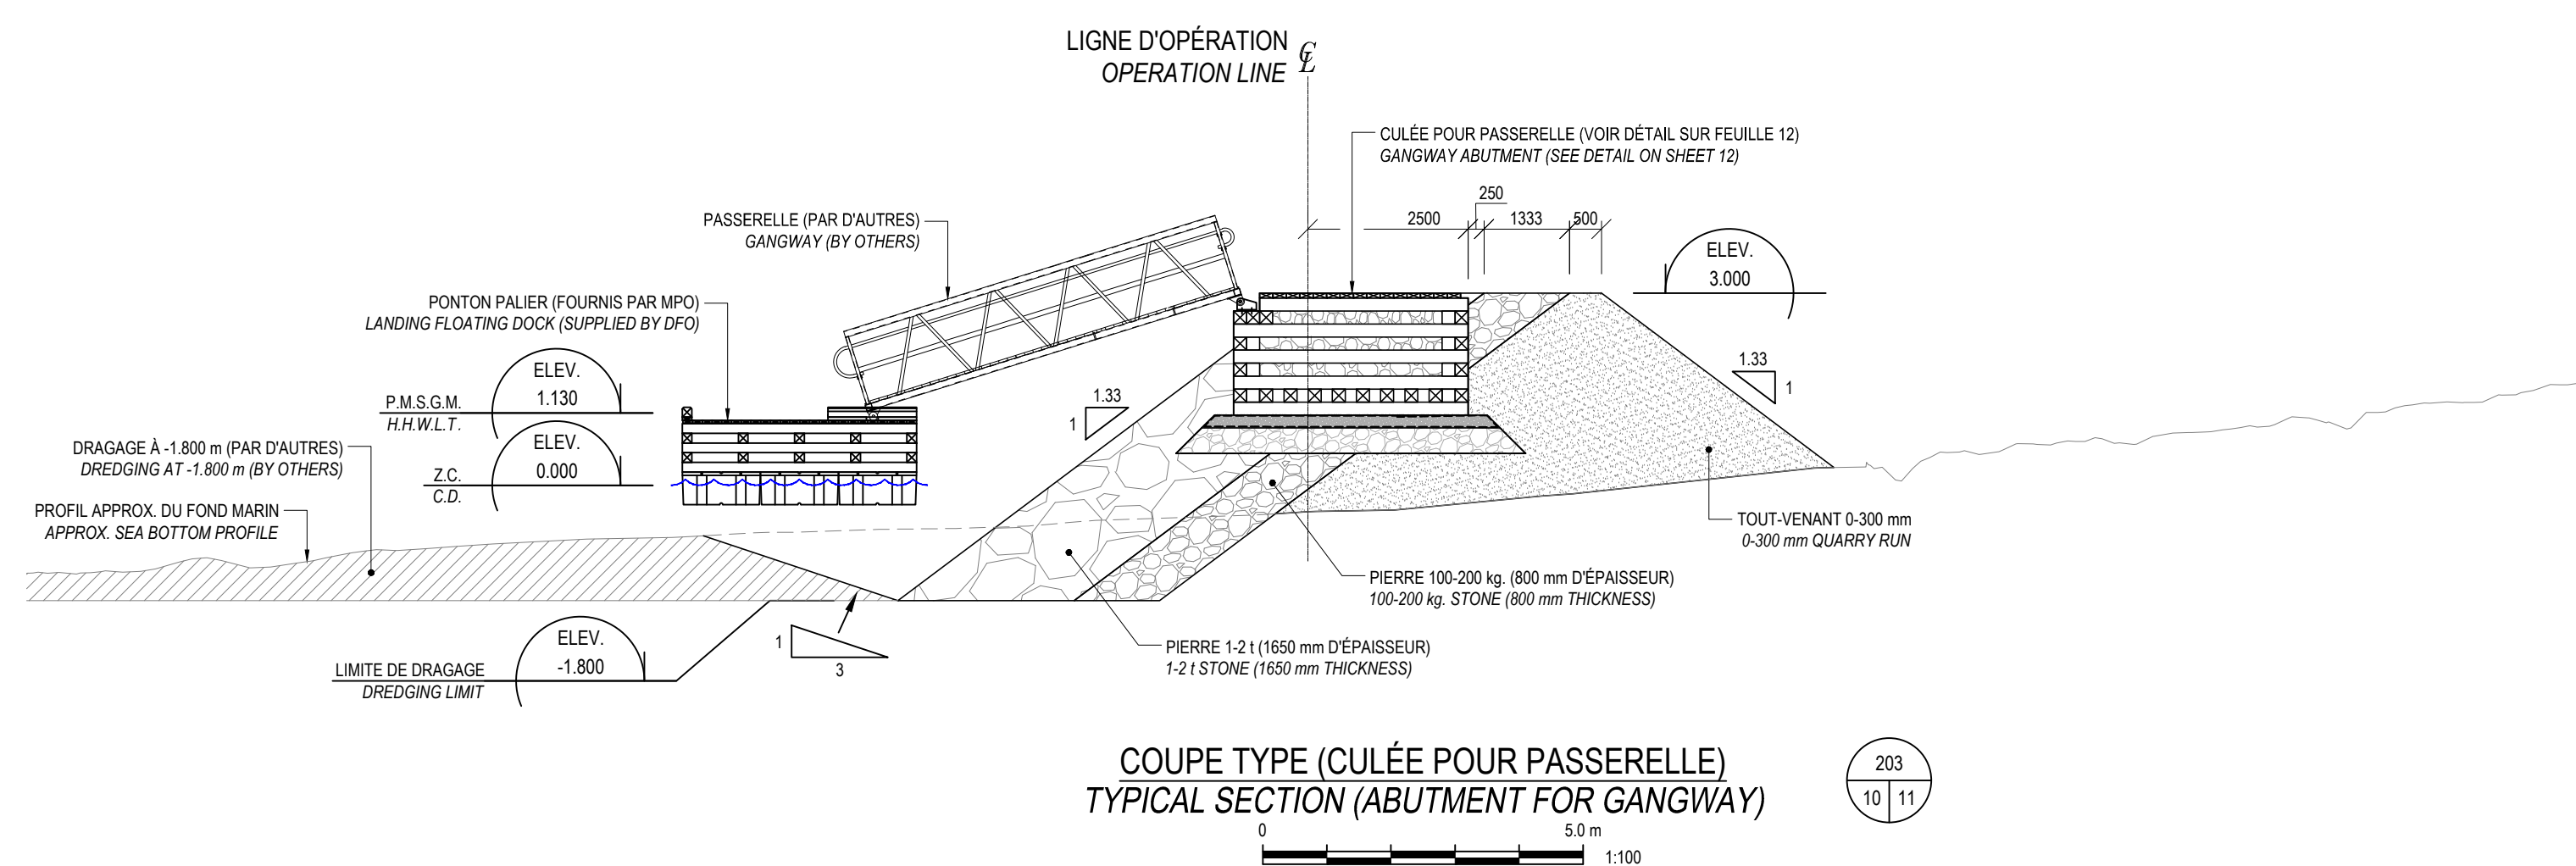 LIGNE D'OPÉRATION
OPERATION LINE
CULÉE POUR PASSERELLE (VOIR DÉTAIL SUR FEUILLE 12)
GANGWAY ABUTMENT (SEE DETAIL ON SHEET 12)
250
2500
1333
500
PASSERELLE (PAR D'AUTRES)
GANGWAY (BY OTHERS)
ELEV.
3.000
PONTON PALIER (FOURNIS PAR MPO)
LANDING FLOATING DOCK (SUPPLIED BY DFO)
ELEV.
1.130
P.M.S.G.M.
H.H.W.L.T.
1.33
1
1.33
1
DRAGAGE À -1.800 m (PAR D'AUTRES)
DREDGING AT -1.800 m (BY OTHERS)
ELEV.
0.000
Z.C.
C.D.
PROFIL APPROX. DU FOND MARIN
APPROX. SEA BOTTOM PROFILE
TOUT-VENANT 0-300 mm
0-300 mm QUARRY RUN
PIERRE 100-200 kg. (800 mm D'ÉPAISSEUR)
100-200 kg. STONE (800 mm THICKNESS)
PIERRE 1-2 t (1650 mm D'ÉPAISSEUR)
1-2 t STONE (1650 mm THICKNESS)
1
3
ELEV.
-1.800
LIMITE DE DRAGAGE
DREDGING LIMIT
COUPE TYPE (CULÉE POUR PASSERELLE)
TYPICAL SECTION (ABUTMENT FOR GANGWAY)
203
10 11
0 5.0 m
1:100